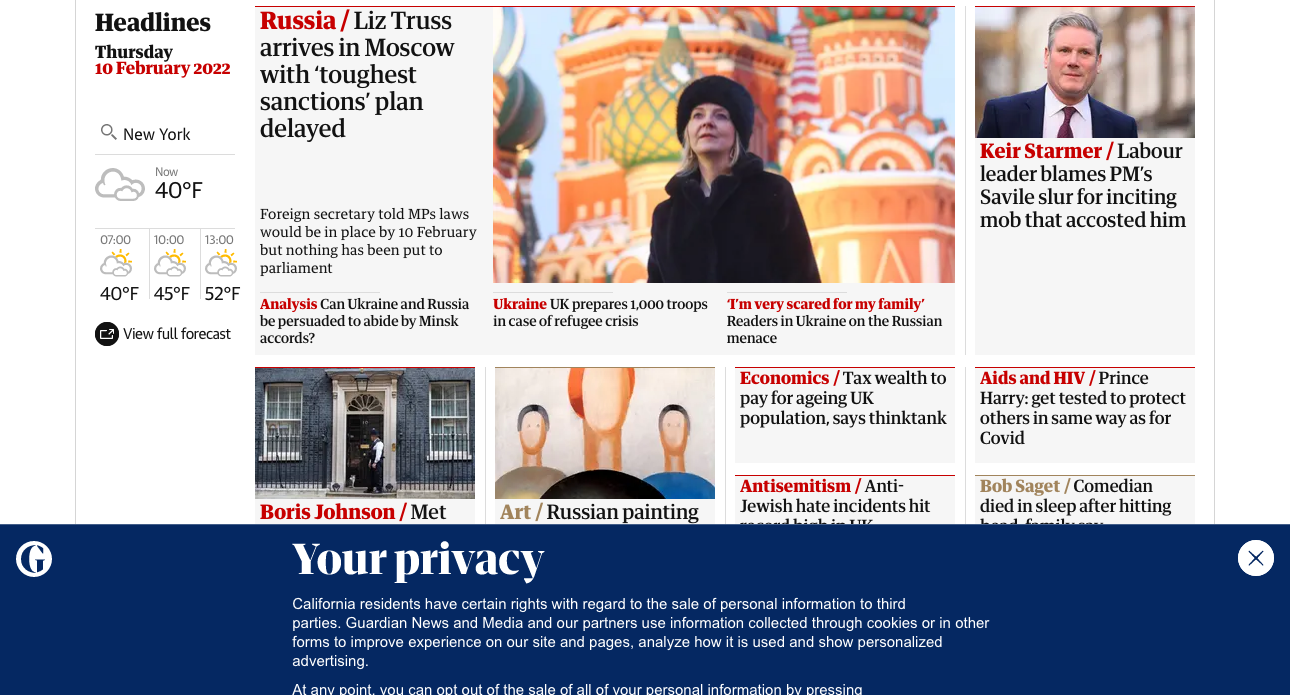 Headlines
Thursday
10 February 2022
New York
Now
40°F
07:00
10:00
13:00
40°F
45°F
52°F
View full forecast
Russia / Liz Truss
arrives in Moscow
with ‘toughest
sanctions’ plan
delayed
Foreign secretary told MPs laws
would be in place by 10 February
but nothing has been put to
parliament
Analysis Can Ukraine and Russia
be persuaded to abide by Minsk
accords?
Ukraine UK prepares 1,000 troops
in case of refugee crisis
‘I’m very scared for my family’
Readers in Ukraine on the Russian
menace
Keir Starmer / Labour
leader blames PM’s
Savile slur for inciting
mob that accosted him
Boris Johnson / Met
Art / Russian painting
Economics / Tax wealth to
pay for ageing UK
population, says thinktank
Antisemitism / Anti-
Jewish hate incidents hit
record high in UK
Aids and HIV / Prince
Harry: get tested to protect
others in same way as for
Covid
Bob Saget / Comedian
died in sleep after hitting
head, family say
G
Your privacy
California residents have certain rights with regard to the sale of personal information to third
parties. Guardian News and Media and our partners use information collected through cookies or in other
forms to improve experience on our site and pages, analyze how it is used and show personalized
advertising.
At any point, you can opt out of the sale of all of your personal information by pressing